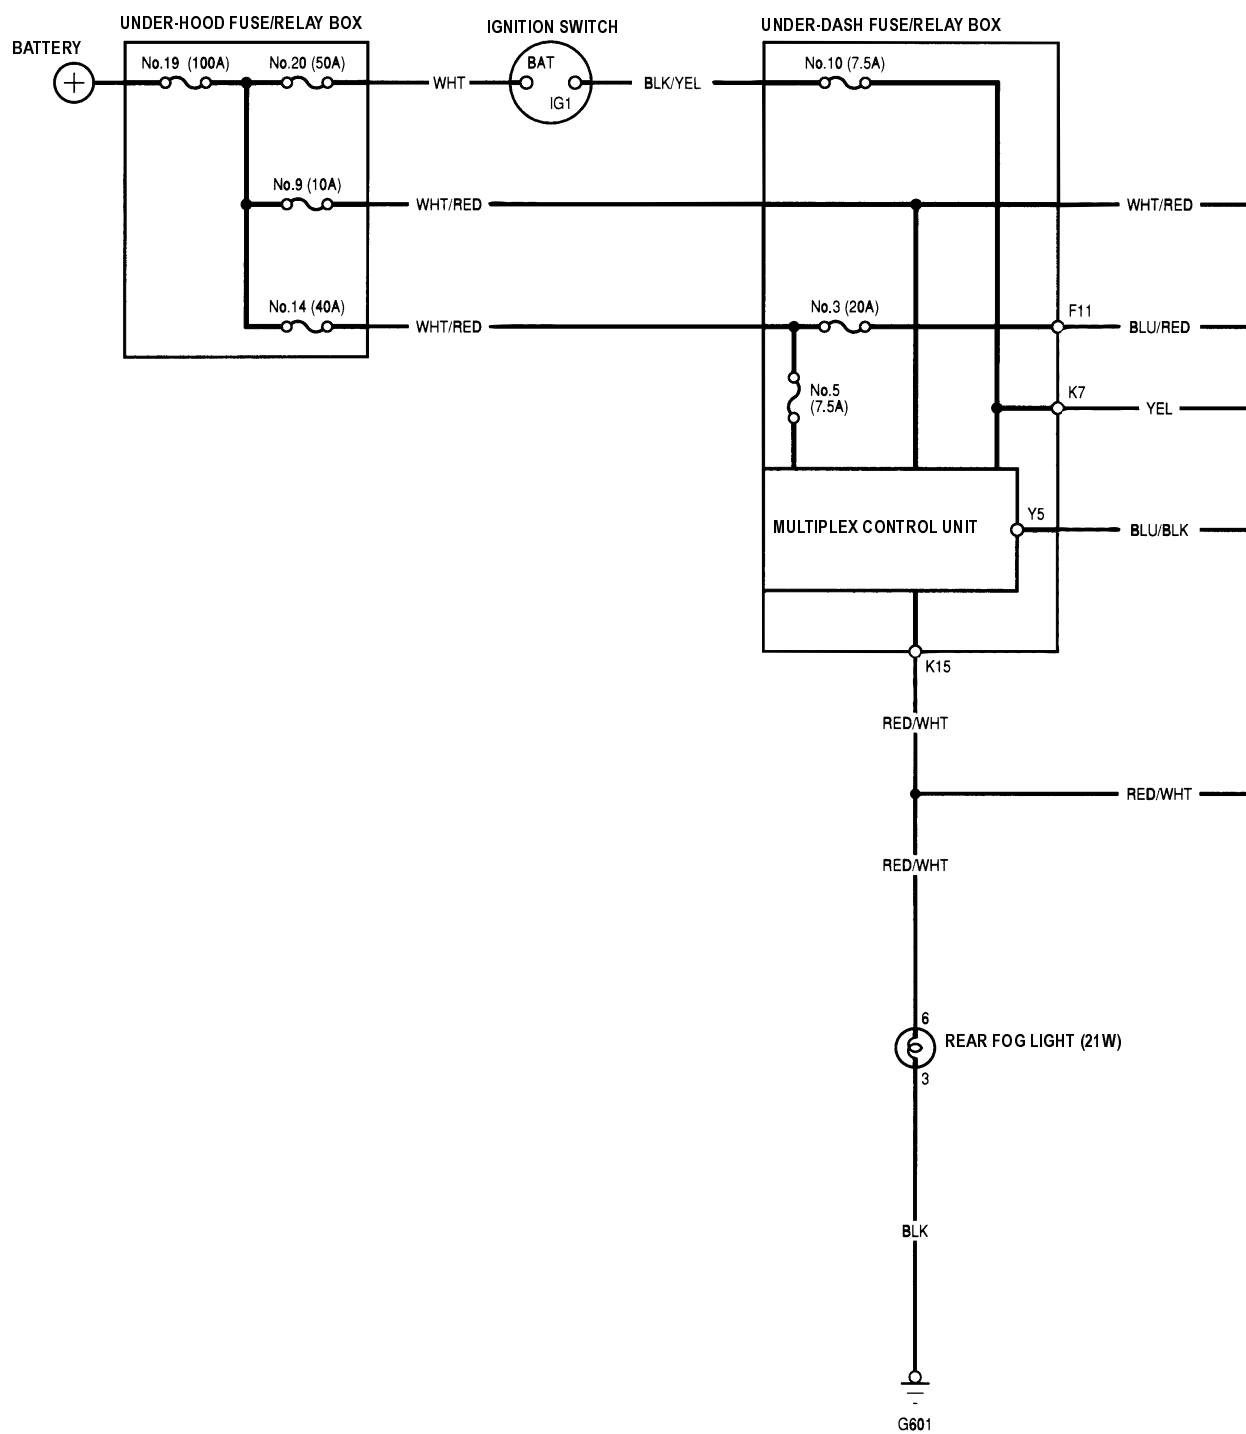 UNDER-HOOD FUSE/RELAY BOX
IGNITION SWITCH
UNDER-DASH FUSE/RELAY BOX
BATTERY
No.19 (100A)
No.20 (50A)
BAT
No.10 (7.5A)
WHT
BLK/YEL
IG1
No.9 (10A)
WHT/RED
WHT/RED
No.14 (40A)
No.3 (20A)
F11
WHT/RED
BLU/RED
No.5
(7.5A)
K7
YEL
Y5
MULTIPLEX CONTROL UNIT
BLU/BLK
K15
RED/WHT
RED/WHT
RED/WHT
6
REAR FOG LIGHT (21W)
3
BLK
G601